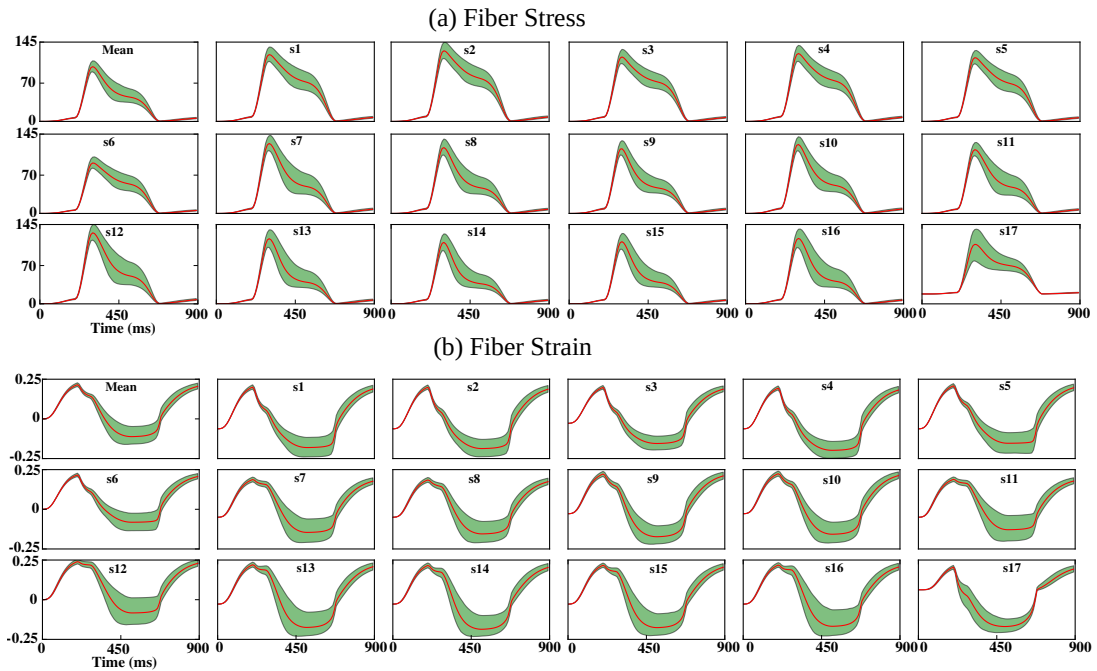 (a) Fiber Stress
145 Mean s1 s2 s3 s4 s5
70
0
145 s6 s7 s8 s9 s10 s11
70
0
145 s12 s13 s14 s15 s16 s17
70
0
450 900 0 450 900 0 450 900 0 450 900 0 450 900 0 450 900
Time (ms)
(b) Fiber Strain
0.25 Mean s1 s2 s3 s4 s5
0
-0.25
0.25 s6 s7 s8 s9 s10 s11
0
-0.25
0.25 s12 s13 s14 s15 s16 s17
0
-0.25
450 900 0 450 900 0 450 900 0 450 900 0 450 900 0 450 900
Time (ms)